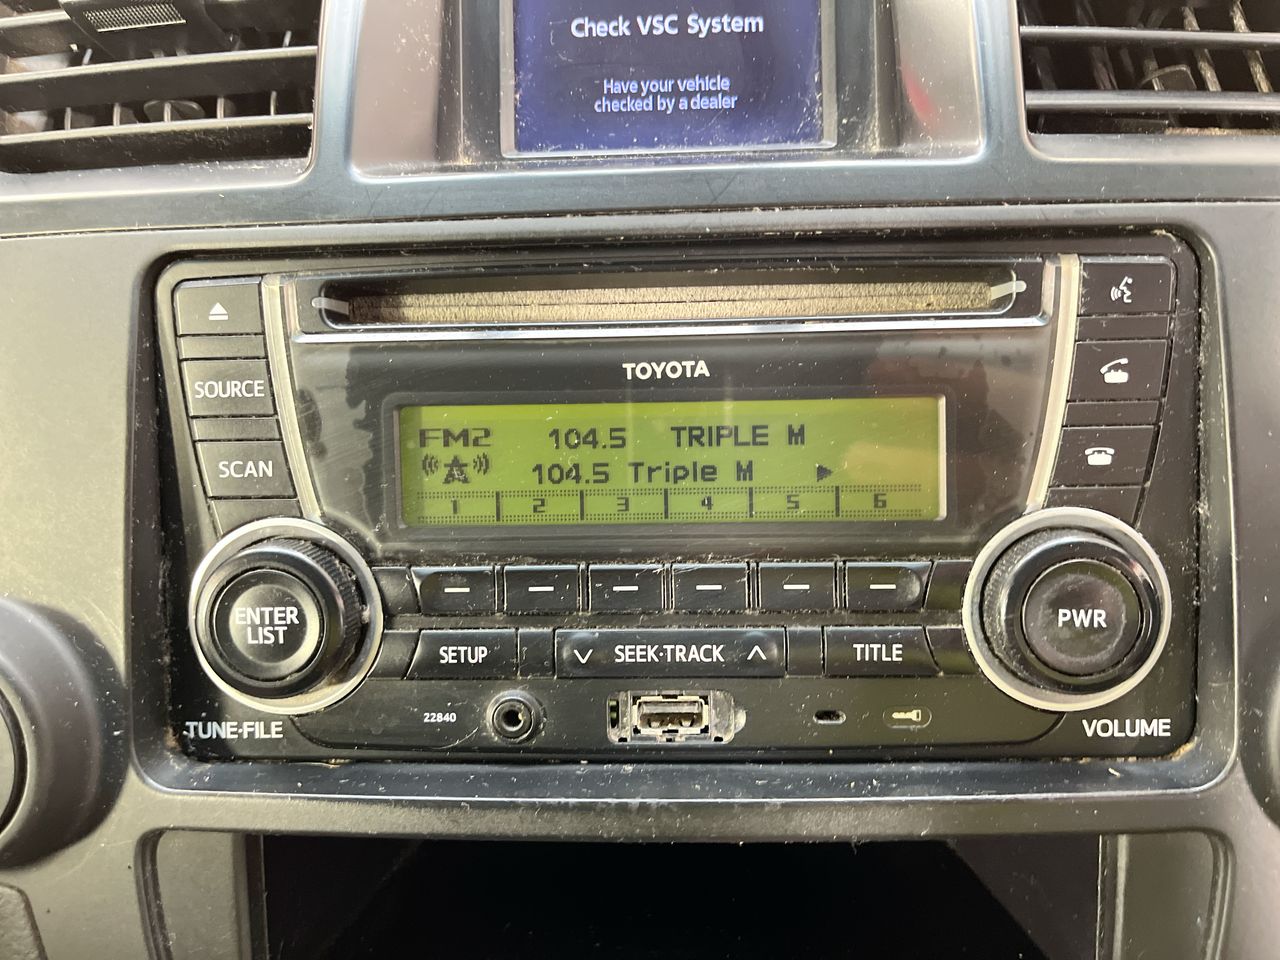 Check VSC System
Have your vehicle
checked by a dealer
TOYOTA
SOURCE
SCAN
FM2 104.5 TRIPLE M
104.5 Triple M
1 2 3 4 5 6
ENTER
LIST
PWR
SETUP
SEEK·TRACK
TITLE
22840
TUNE·FILE
VOLUME